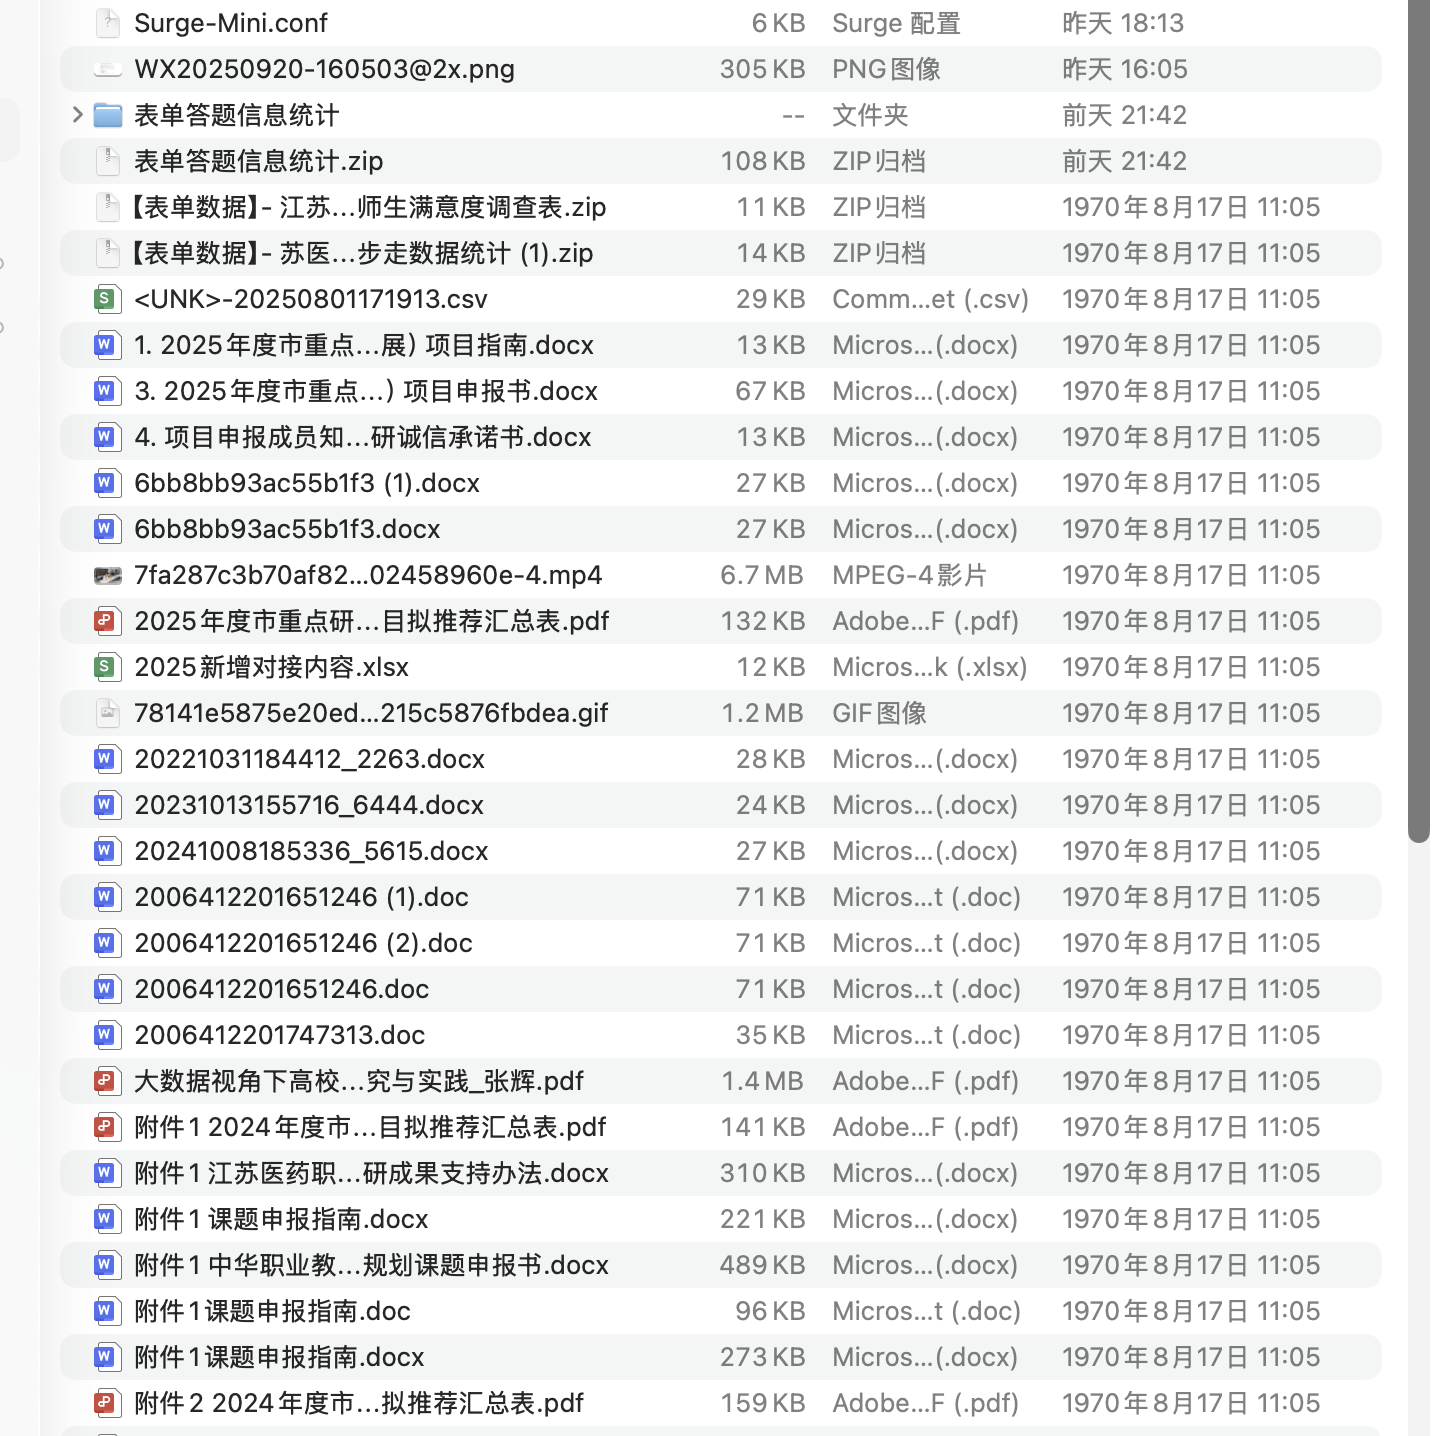 Surge-Mini.conf 6 KB Surge 配置 昨天 18:13
WX20250920-160503@2x.png 305 KB PNG图像 昨天 16:05
表单答题信息统计 -- 文件夹 前天 21:42
表单答题信息统计.zip 108 KB ZIP归档 前天 21:42
【表单数据】- 江苏...师生满意度调查表.zip 11 KB ZIP归档 1970年8月17日 11:05
【表单数据】- 苏医...步走数据统计 (1).zip 14 KB ZIP归档 1970年8月17日 11:05
<UNK>-20250801171913.csv 29 KB Comm...et (.csv) 1970年8月17日 11:05
1. 2025年度市重点...展) 项目指南.docx 13 KB Micros...(.docx) 1970年8月17日 11:05
3. 2025年度市重点...) 项目申报书.docx 67 KB Micros...(.docx) 1970年8月17日 11:05
4. 项目申报成员知...研诚信承诺书.docx 13 KB Micros...(.docx) 1970年8月17日 11:05
6bb8bb93ac55b1f3 (1).docx 27 KB Micros...(.docx) 1970年8月17日 11:05
6bb8bb93ac55b1f3.docx 27 KB Micros...(.docx) 1970年8月17日 11:05
7fa287c3b70af82...02458960e-4.mp4 6.7 MB MPEG-4影片 1970年8月17日 11:05
2025年度市重点研...目拟推荐汇总表.pdf 132 KB Adobe...F (.pdf) 1970年8月17日 11:05
2025新增对接内容.xlsx 12 KB Micros...k (.xlsx) 1970年8月17日 11:05
78141e5875e20ed...215c5876fbdea.gif 1.2 MB GIF图像 1970年8月17日 11:05
20221031184412_2263.docx 28 KB Micros...(.docx) 1970年8月17日 11:05
20231013155716_6444.docx 24 KB Micros...(.docx) 1970年8月17日 11:05
20241008185336_5615.docx 27 KB Micros...(.docx) 1970年8月17日 11:05
2006412201651246 (1).doc 71 KB Micros...t (.doc) 1970年8月17日 11:05
2006412201651246 (2).doc 71 KB Micros...t (.doc) 1970年8月17日 11:05
2006412201651246.doc 71 KB Micros...t (.doc) 1970年8月17日 11:05
2006412201747313.doc 35 KB Micros...t (.doc) 1970年8月17日 11:05
大数据视角下高校...究与实践_张辉.pdf 1.4 MB Adobe...F (.pdf) 1970年8月17日 11:05
附件1 2024年度市...目拟推荐汇总表.pdf 141 KB Adobe...F (.pdf) 1970年8月17日 11:05
附件1 江苏医药职...研成果支持办法.docx 310 KB Micros...(.docx) 1970年8月17日 11:05
附件1 课题申报指南.docx 221 KB Micros...(.docx) 1970年8月17日 11:05
附件1 中华职业教...规划课题申报书.docx 489 KB Micros...(.docx) 1970年8月17日 11:05
附件1课题申报指南.doc 96 KB Micros...t (.doc) 1970年8月17日 11:05
附件1课题申报指南.docx 273 KB Micros...(.docx) 1970年8月17日 11:05
附件2 2024年度市...拟推荐汇总表.pdf 159 KB Adobe...F (.pdf) 1970年8月17日 11:05